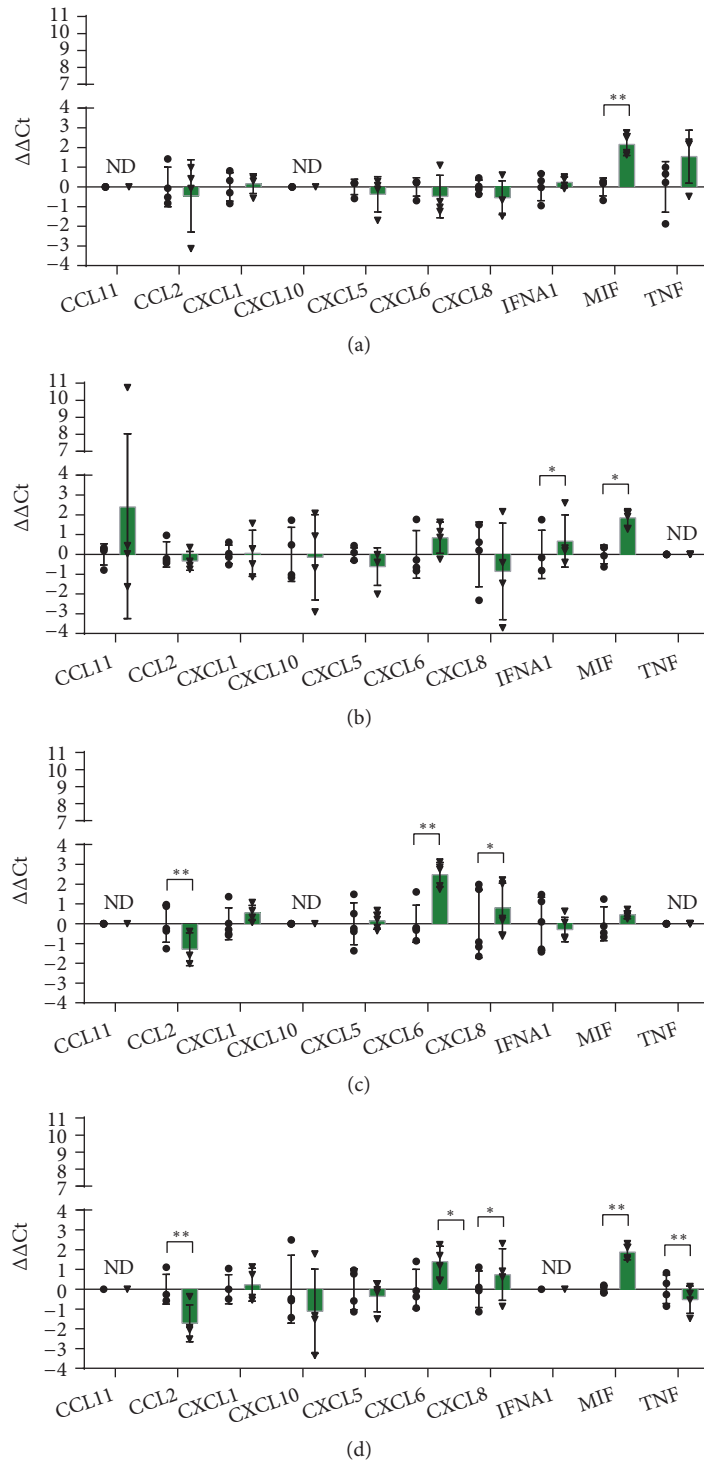 11
10
9
8
7
4
3
2
1
0
−1
−2
−3
−4
ΔΔCt
ND
ND
**
CCL11
CCL2
CXCL1
CXCL10
CXCL5
CXCL6
CXCL8
IFNA1
MIF
TNF
(a)
11
10
9
8
7
4
3
2
1
0
−1
−2
−3
−4
ΔΔCt
*
*
ND
CCL11
CCL2
CXCL1
CXCL10
CXCL5
CXCL6
CXCL8
IFNA1
MIF
TNF
(b)
11
10
9
8
7
4
3
2
1
0
−1
−2
−3
−4
ΔΔCt
ND
**
ND
**
*
ND
CCL11
CCL2
CXCL1
CXCL10
CXCL5
CXCL6
CXCL8
IFNA1
MIF
TNF
(c)
11
10
9
8
7
4
3
2
1
0
−1
−2
−3
−4
ΔΔCt
ND
**
*
*
ND
**
**
CCL11
CCL2
CXCL1
CXCL10
CXCL5
CXCL6
CXCL8
IFNA1
MIF
TNF
(d)